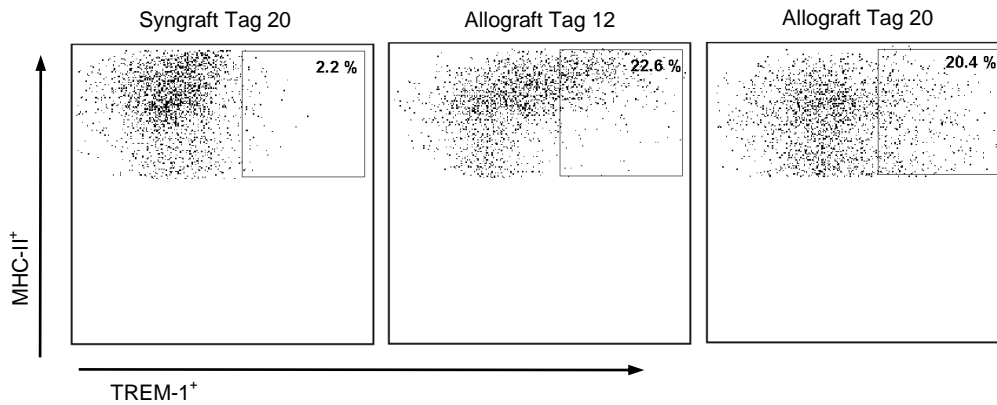 Syngraft Tag 20
Allograft Tag 12
Allograft Tag 20
2.2 %
22.6 %
20.4 %
MHC-II+
TREM-1+